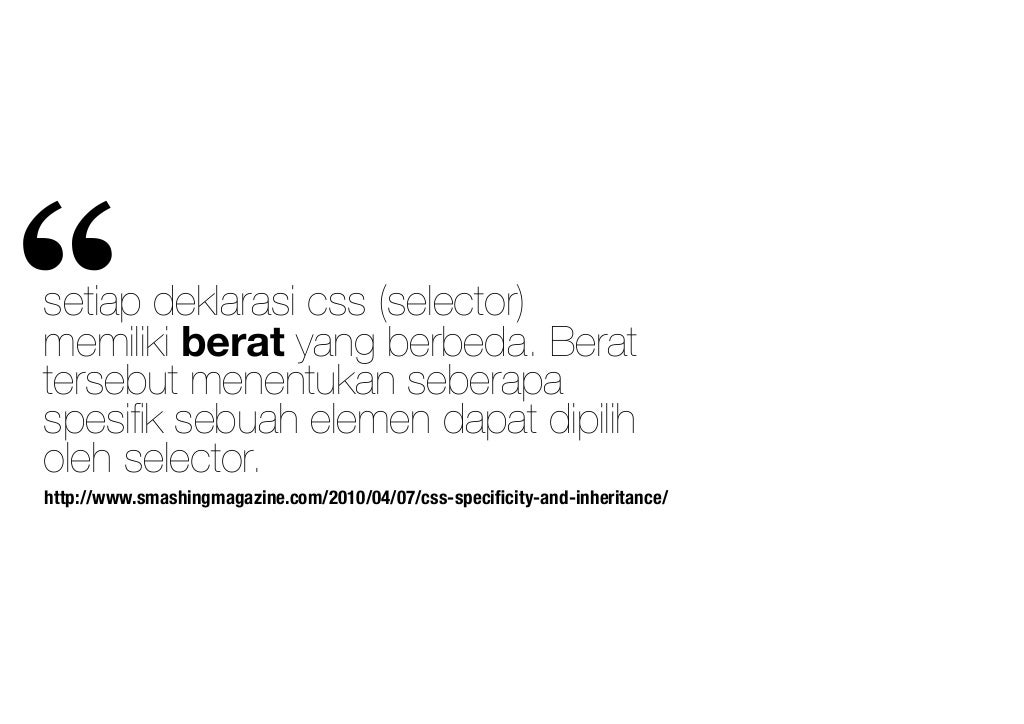 “
setiap deklarasi css (selector)
memiliki berat yang berbeda. Berat
tersebut menentukan seberapa
spesifik sebuah elemen dapat dipilih
oleh selector.
http://www.smashingmagazine.com/2010/04/07/css-specificity-and-inheritance/